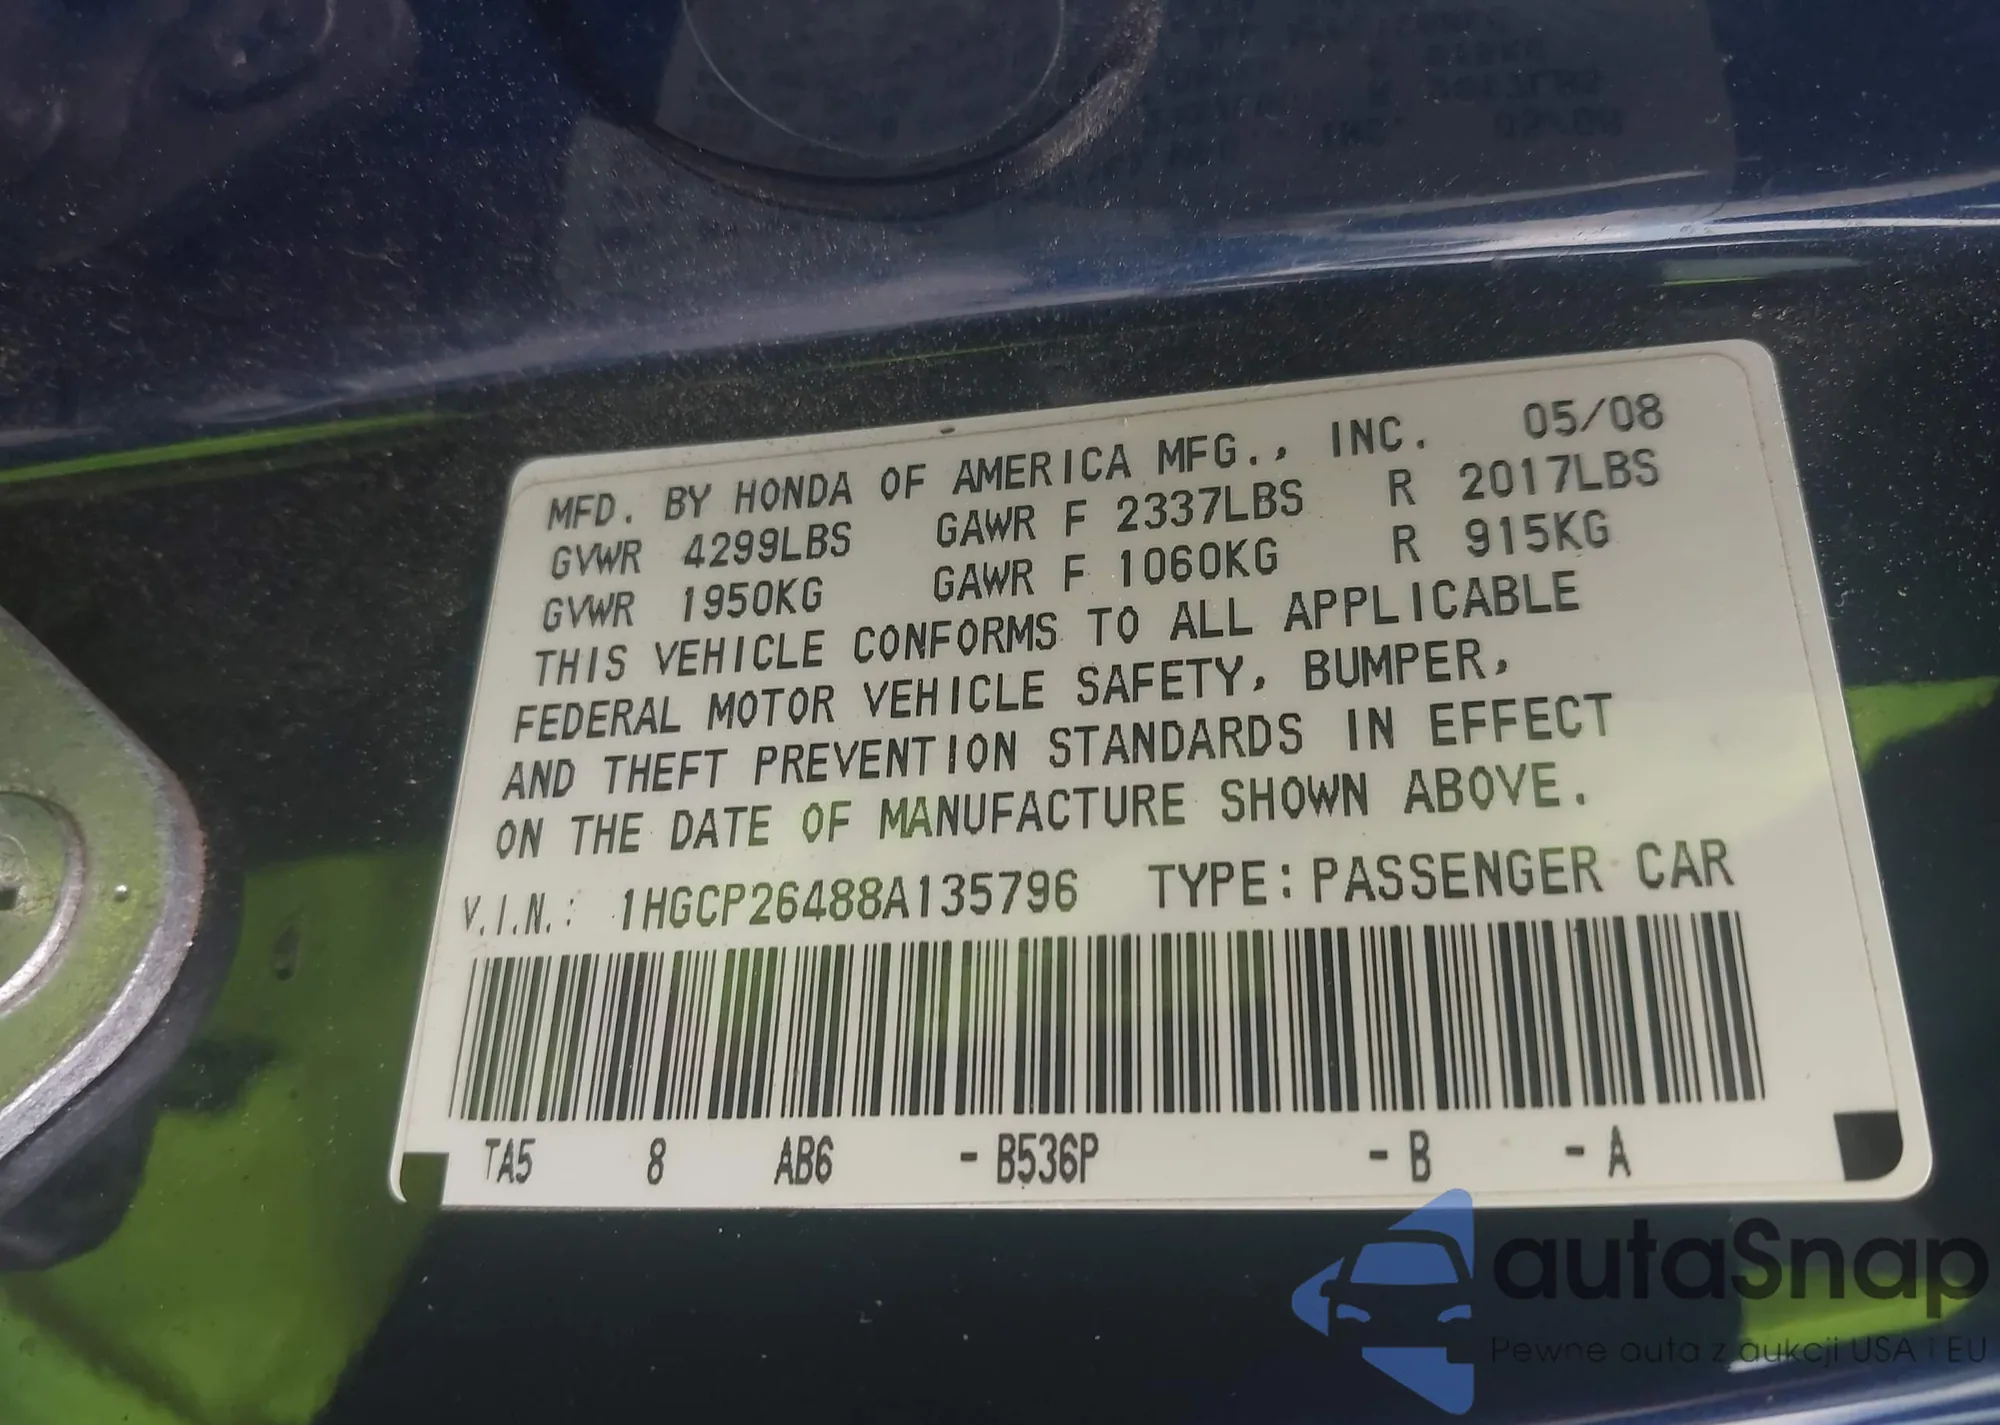 MFD. BY HONDA OF AMERICA MFG., INC. 05/08
GVWR 4299LBS GAWR F 2337LBS R 2017LBS
GVWR 1950KG GAWR F 1060KG R 915KG
THIS VEHICLE CONFORMS TO ALL APPLICABLE
FEDERAL MOTOR VEHICLE SAFETY, BUMPER,
AND THEFT PREVENTION STANDARDS IN EFFECT
ON THE DATE OF MANUFACTURE SHOWN ABOVE.
V.I.N.: 1HGCP26488A135796 TYPE: PASSENGER CAR
TA5 8 AB6 - B536P - B - A
autaSnap
Pewne auta z aukcji USA i EU